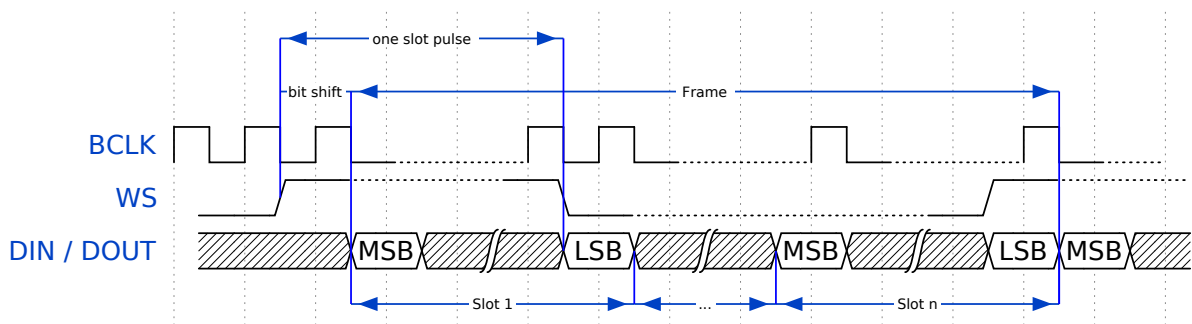 one slot pulse
bit shift
Frame
BCLK
WS
DIN / DOUT
MSB
LSB
MSB
LSB
MSB
Slot 1
...
Slot n